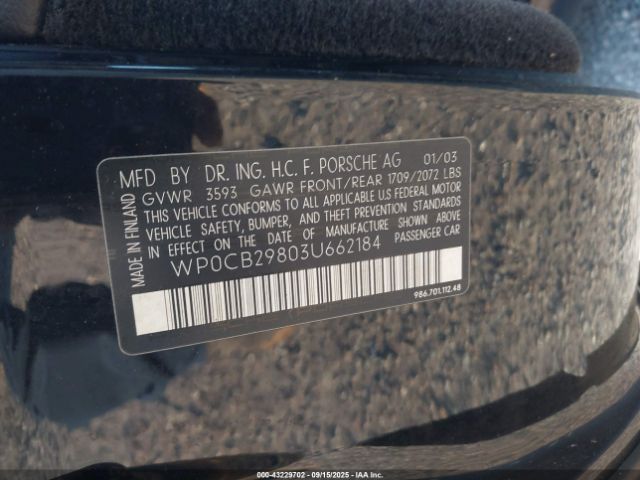 MFD BY DR. ING. H.C. F. PORSCHE AG 01/03
GVWR 3593 GAWR FRONT/REAR 1709/2072 LBS
THIS VEHICLE CONFORMS TO ALL APPLICABLE US FEDERAL MOTOR
VEHICLE SAFETY, BUMPER, AND THEFT PREVENTION STANDARDS
IN EFFECT ON THE DATE OF MANUFACTURE SHOWN ABOVE.
WP0CB29803U662184 PASSENGER CAR
MADE IN FINLAND
986.701.112.48
000-43229702 - 09/15/2025 - IAANC